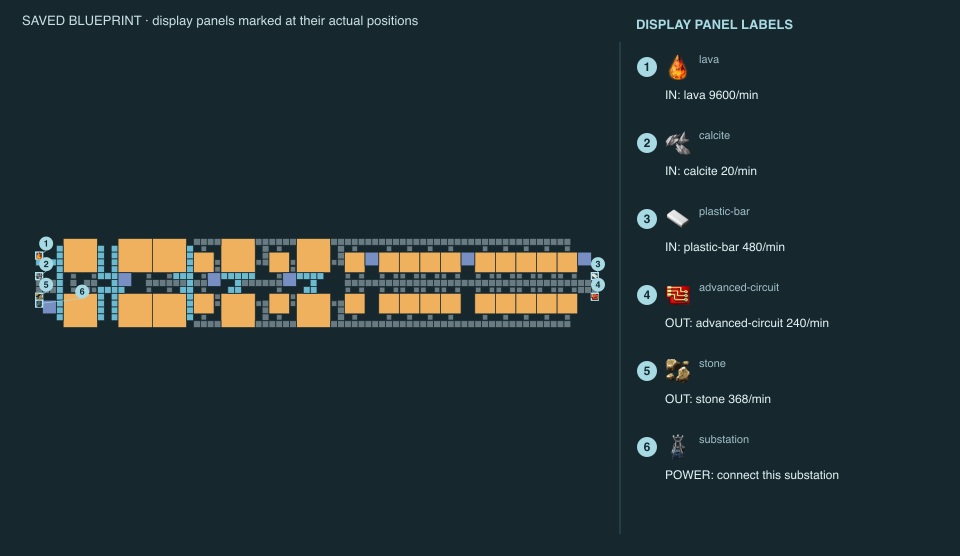 SAVED BLUEPRINT · display panels marked at their actual positions
1
2
5
6
3
4
DISPLAY PANEL LABELS
1 lava
IN: lava 9600/min
2 calcite
IN: calcite 20/min
3 plastic-bar
IN: plastic-bar 480/min
4 advanced-circuit
OUT: advanced-circuit 240/min
5 stone
OUT: stone 368/min
6 substation
POWER: connect this substation